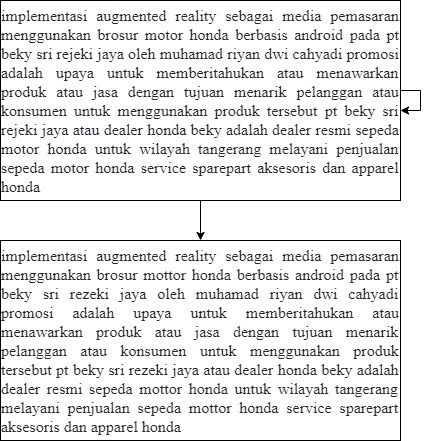 implementasi augmented reality sebagai media pemasaran
menggunakan brosur motor honda berbasis android pada pt
beky sri rejeki jaya oleh muhamad riyan dwi cahyadi promosi
adalah upaya untuk memberitahukan atau menawarkan
produk atau jasa dengan tujuan menarik pelanggan atau
konsumen untuk menggunakan produk tersebut pt beky sri
rejeki jaya atau dealer honda beky adalah dealer resmi sepeda
motor honda untuk wilayah tangerang melayani penjualan
sepeda motor honda service sparepart aksesoris dan apparel
honda
implementasi augmented reality sebagai media pemasaran
menggunakan brosur mottor honda berbasis android pada pt
beky sri rezeki jaya oleh muhamad riyan dwi cahyadi
promosi adalah upaya untuk memberitahukan atau
menawarkan produk atau jasa dengan tujuan menarik
pelanggan atau konsumen untuk menggunakan produk
tersebut pt beky sri rezeki jaya atau dealer honda beky adalah
dealer resmi sepeda mottor honda untuk wilayah tangerang
melayani penjualan sepeda mottor honda service sparepart
aksesoris dan apparel honda